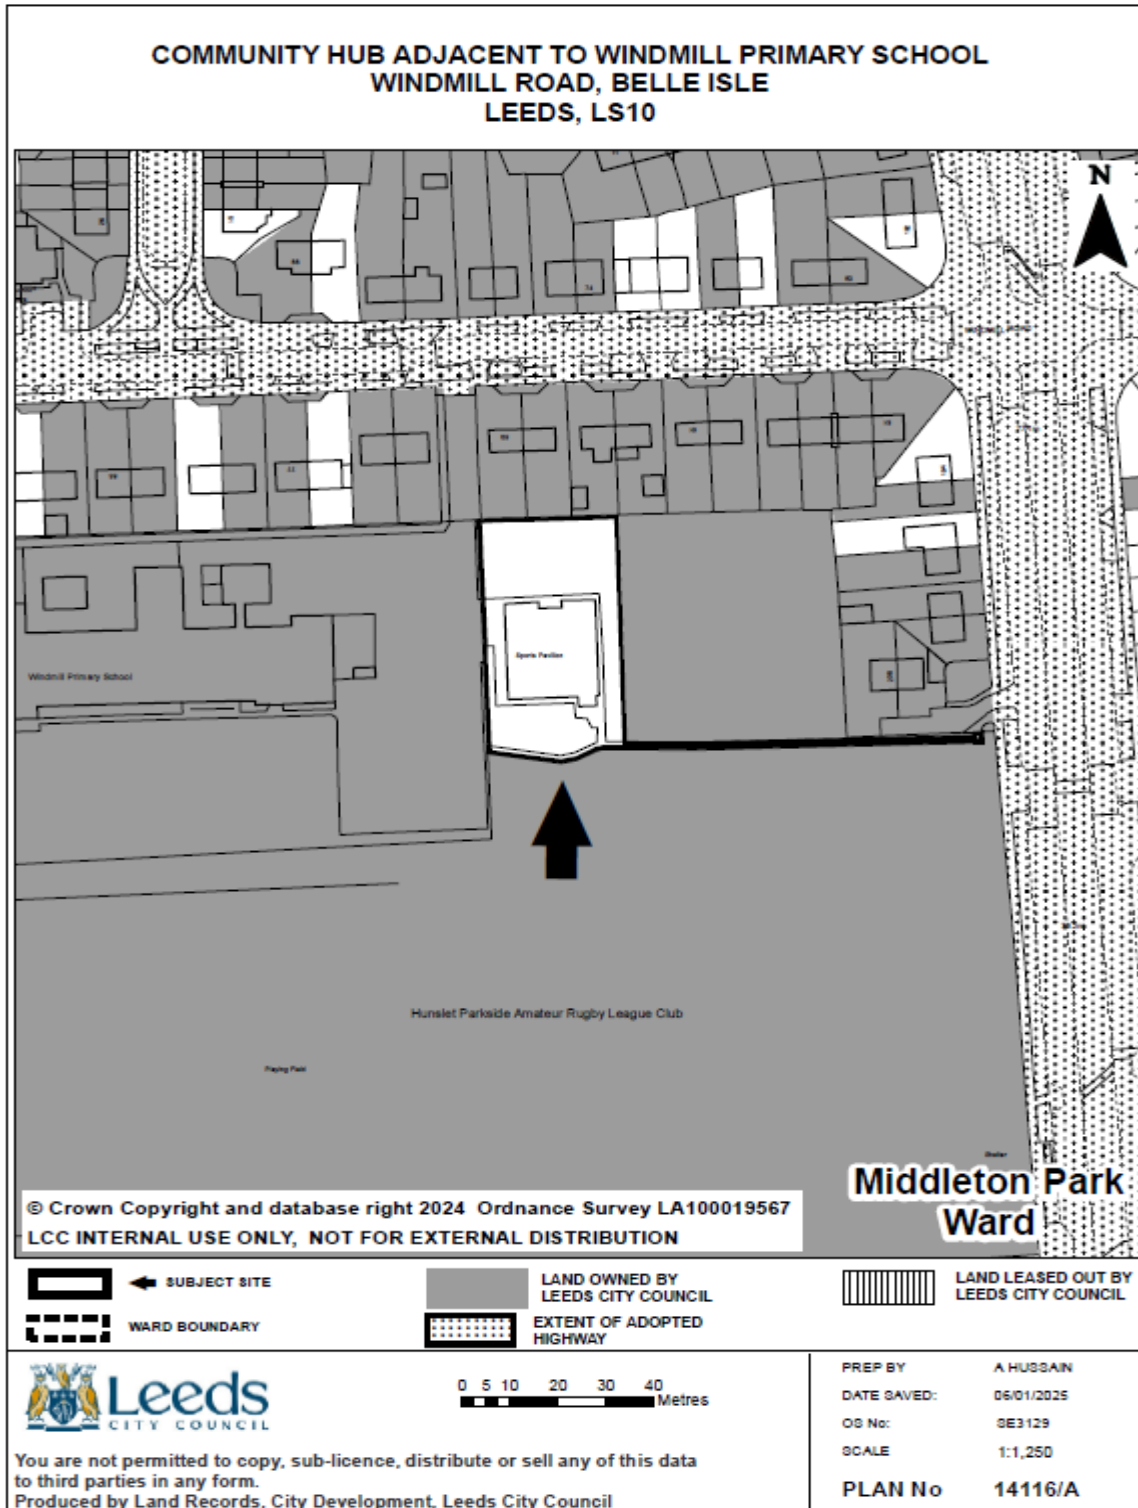 COMMUNITY HUB ADJACENT TO WINDMILL PRIMARY SCHOOL
WINDMILL ROAD, BELLE ISLE
LEEDS, LS10
N
WINDMILL ROAD
Sports Pavilion
Windmill Primary School
Hunslet Parkside Amateur Rugby League Club
Playing Field
Shelter
Middleton Park
Ward
© Crown Copyright and database right 2024 Ordnance Survey LA100019567
LCC INTERNAL USE ONLY, NOT FOR EXTERNAL DISTRIBUTION
SUBJECT SITE
WARD BOUNDARY
LAND OWNED BY
LEEDS CITY COUNCIL
EXTENT OF ADOPTED
HIGHWAY
LAND LEASED OUT BY
LEEDS CITY COUNCIL
Leeds
CITY COUNCIL
0 5 10 20 30 40
Metres
You are not permitted to copy, sub-licence, distribute or sell any of this data
to third parties in any form.
Produced by Land Records, City Development, Leeds City Council
PREP BY A HUSSAIN
DATE SAVED: 06/01/2025
OS No: SE3129
SCALE 1:1,250
PLAN No 14116/A